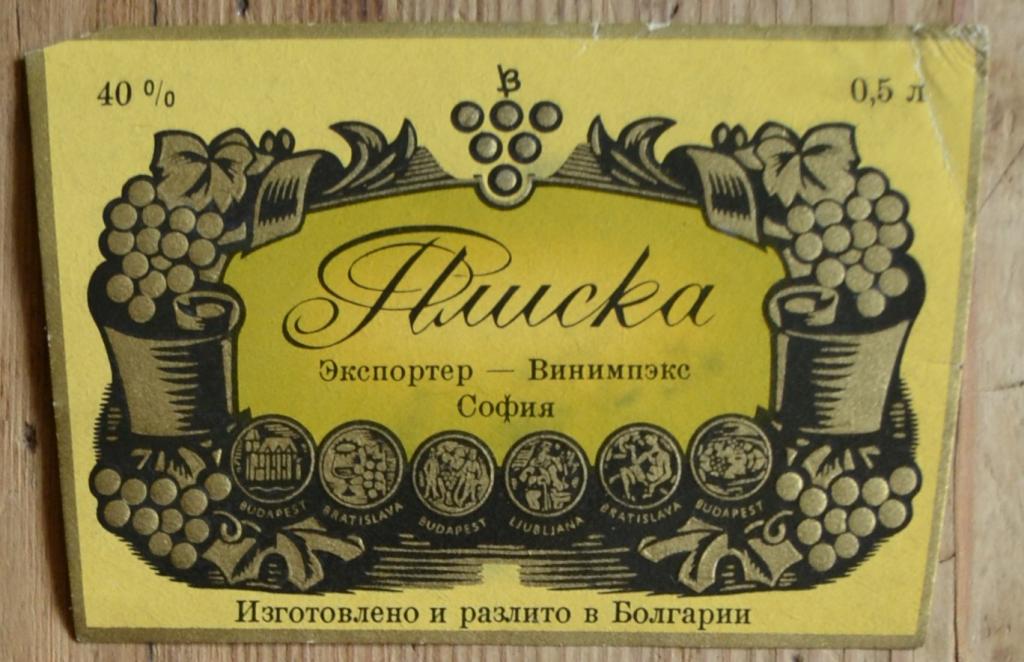 40 %
0,5 л
В
Плиска
Экспортер — Винимпэкс
София
BUDAPEST BRATISLAVA BUDAPEST LJUBLJANA BRATISLAVA BUDAPEST
Изготовлено и разлито в Болгарии